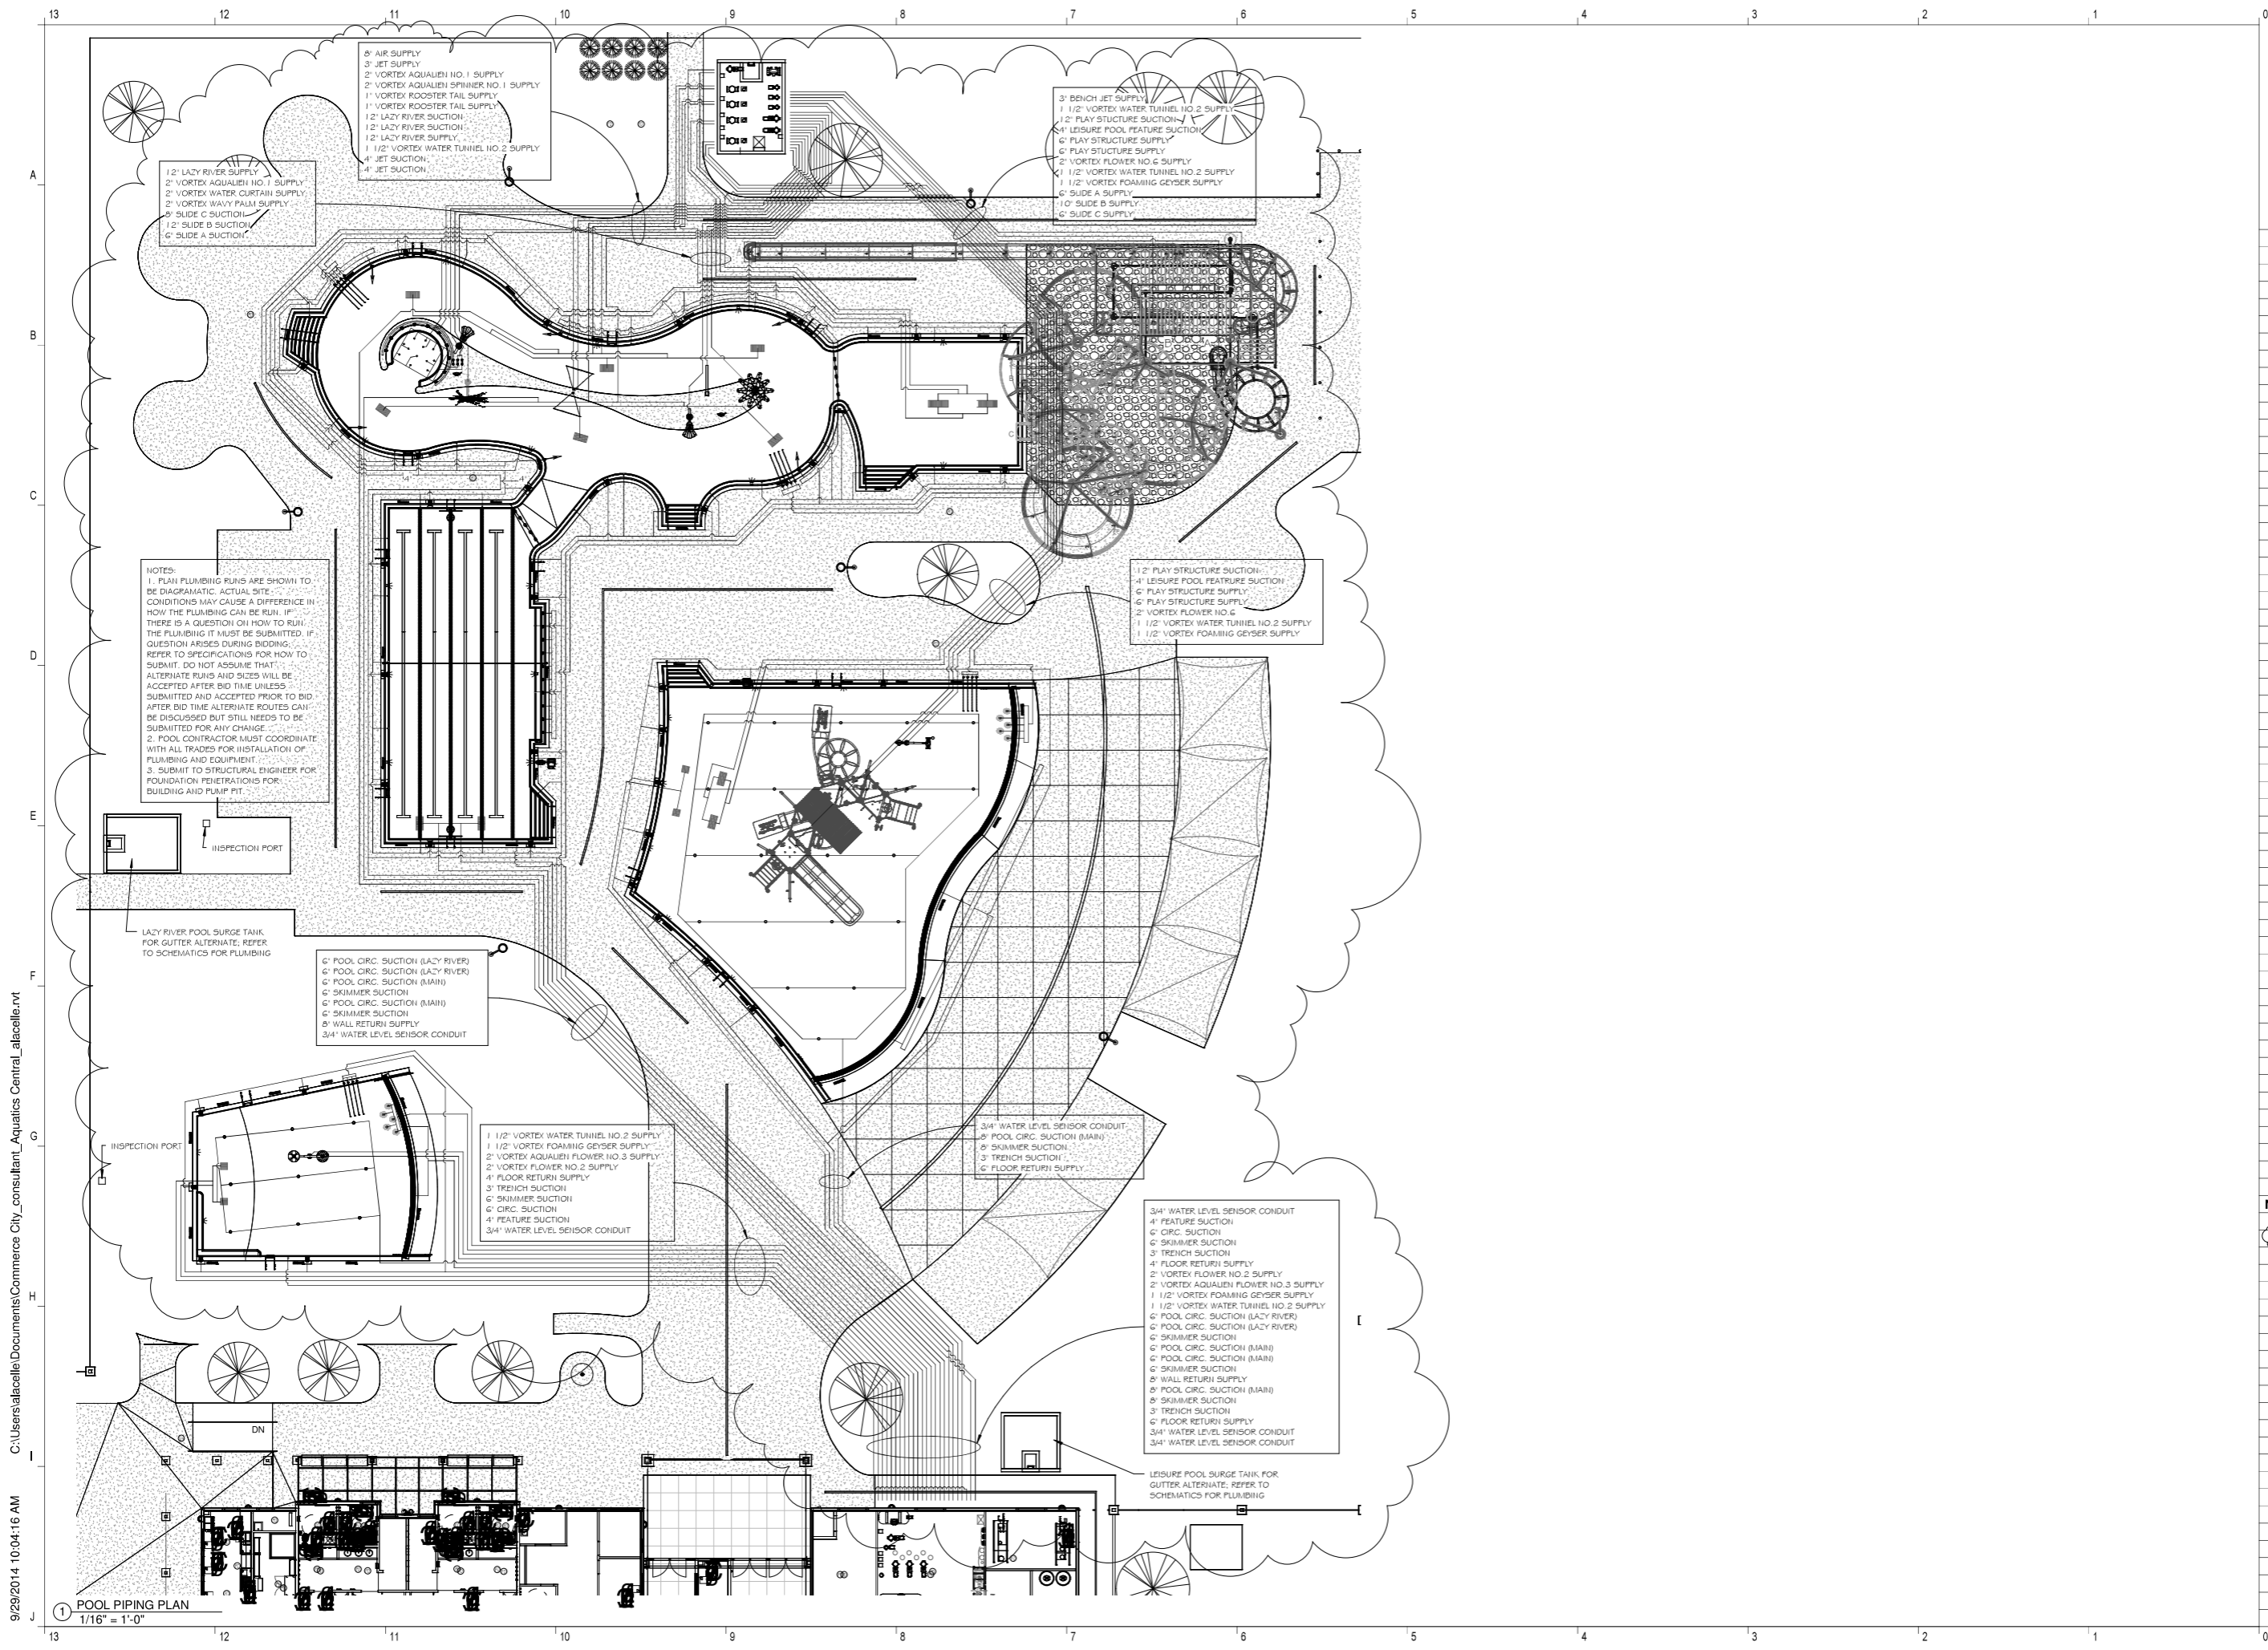 13 12 11 10 9 8 7 6 5 4 3 2 1 0
8" AIR SUPPLY
3" JET SUPPLY
2" VORTEX AQUALIEN NO.1 SUPPLY
2" VORTEX AQUALIEN SPINNER NO.1 SUPPLY
1" VORTEX ROOSTER TAIL SUPPLY
1" VORTEX ROOSTER TAIL SUPPLY
12" LAZY RIVER SUCTION
12" LAZY RIVER SUCTION
12" LAZY RIVER SUPPLY
1 1/2" VORTEX WATER TUNNEL NO.2 SUPPLY
4" JET SUCTION
4" JET SUCTION
3" BENCH JET SUPPLY
1 1/2" VORTEX WATER TUNNEL NO.2 SUPPLY
12" PLAY STUCTURE SUCTION
4" LEISURE POOL FEATURE SUCTION
6" PLAY STRUCTURE SUPPLY
6" PLAY STUCTURE SUPPLY
2" VORTEX FLOWER NO.6 SUPPLY
1 1/2" VORTEX WATER TUNNEL NO.2 SUPPLY
1 1/2" VORTEX FOAMING GEYSER SUPPLY
6" SLIDE A SUPPLY
10" SLIDE B SUPPLY
6" SLIDE C SUPPLY
A
12" LAZY RIVER SUPPLY
2" VORTEX AQUALIEN NO.1 SUPPLY
2" VORTEX WATER CURTAIN SUPPLY
2" VORTEX WAVY PALM SUPPLY
8" SLIDE C SUCTION
12" SLIDE B SUCTION
6" SLIDE A SUCTION
B
C
NOTES:
1. PLAN PLUMBING RUNS ARE SHOWN TO
BE DIAGRAMATIC. ACTUAL SITE
CONDITIONS MAY CAUSE A DIFFERENCE IN
HOW THE PLUMBING CAN BE RUN. IF
THERE IS A QUESTION ON HOW TO RUN
THE PLUMBING IT MUST BE SUBMITTED. IF
QUESTION ARISES DURING BIDDING,
REFER TO SPECIFICATIONS FOR HOW TO
SUBMIT. DO NOT ASSUME THAT
ALTERNATE RUNS AND SIZES WILL BE
ACCEPTED AFTER BID TIME UNLESS
SUBMITTED AND ACCEPTED PRIOR TO BID.
AFTER BID TIME ALTERNATE ROUTES CAN
BE DISCUSSED BUT STILL NEEDS TO BE
SUBMITTED FOR ANY CHANGE.
2. POOL CONTRACTOR MUST COORDINATE
WITH ALL TRADES FOR INSTALLATION OF
PLUMBING AND EQUIPMENT.
3. SUBMIT TO STRUCTURAL ENGINEER FOR
FOUNDATION PENETRATIONS FOR
BUILDING AND PUMP PIT.
12" PLAY STRUCTURE SUCTION
4" LEISURE POOL FEATRURE SUCTION
6" PLAY STRUCTURE SUPPLY
6" PLAY STRUCTURE SUPPLY
2" VORTEX FLOWER NO.6
1 1/2" VORTEX WATER TUNNEL NO.2 SUPPLY
1 1/2" VORTEX FOAMING GEYSER SUPPLY
D
E
INSPECTION PORT
LAZY RIVER POOL SURGE TANK
FOR GUTTER ALTERNATE; REFER
TO SCHEMATICS FOR PLUMBING
F
6" POOL CIRC. SUCTION (LAZY RIVER)
6" POOL CIRC. SUCTION (LAZY RIVER)
6" POOL CIRC. SUCTION (MAIN)
6" SKIMMER SUCTION
6" POOL CIRC. SUCTION (MAIN)
6" SKIMMER SUCTION
8" WALL RETURN SUPPLY
3/4" WATER LEVEL SENSOR CONDUIT
G
INSPECTION PORT
1 1/2" VORTEX WATER TUNNEL NO.2 SUPPLY
1 1/2" VORTEX FOAMING GEYSER SUPPLY
2" VORTEX AQUALIEN FLOWER NO.3 SUPPLY
2" VORTEX FLOWER NO.2 SUPPLY
4" FLOOR RETURN SUPPLY
3" TRENCH SUCTION
6" SKIMMER SUCTION
6" CIRC. SUCTION
4" FEATURE SUCTION
3/4" WATER LEVEL SENSOR CONDUIT
3/4" WATER LEVEL SENSOR CONDUIT
8" POOL CIRC. SUCTION (MAIN)
8" SKIMMER SUCTION
3" TRENCH SUCTION
6" FLOOR RETURN SUPPLY
3/4" WATER LEVEL SENSOR CONDUIT
4" FEATURE SUCTION
6" CIRC. SUCTION
6" SKIMMER SUCTION
3" TRENCH SUCTION
4" FLOOR RETURN SUPPLY
2" VORTEX FLOWER NO.2 SUPPLY
2" VORTEX AQUALIEN FLOWER NO.3 SUPPLY
1 1/2" VORTEX FOAMING GEYSER SUPPLY
1 1/2" VORTEX WATER TUNNEL NO.2 SUPPLY
6" POOL CIRC. SUCTION (LAZY RIVER)
6" POOL CIRC. SUCTION (LAZY RIVER)
6" SKIMMER SUCTION
6" POOL CIRC. SUCTION (MAIN)
6" POOL CIRC. SUCTION (MAIN)
6" SKIMMER SUCTION
8" WALL RETURN SUPPLY
8" POOL CIRC. SUCTION (MAIN)
8" SKIMMER SUCTION
3" TRENCH SUCTION
6" FLOOR RETURN SUPPLY
3/4" WATER LEVEL SENSOR CONDUIT
3/4" WATER LEVEL SENSOR CONDUIT
H
DN
I
LEISURE POOL SURGE TANK FOR
GUTTER ALTERNATE; REFER TO
SCHEMATICS FOR PLUMBING
J
1 POOL PIPING PLAN
1/16" = 1'-0"
9/29/2014 10:04:16 AM C:\Users\alacelle\Documents\Commerce City_consultant_Aquatics Central_alacelle.rvt
13 12 11 10 9 8 7 6 5 4 3 2 1 0